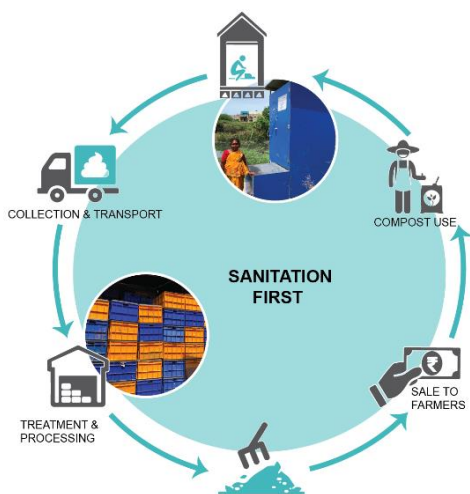 COLLECTION & TRANSPORT
COMPOST USE
SANITATION
FIRST
₹
SALE TO
FARMERS
TREATMENT &
PROCESSING